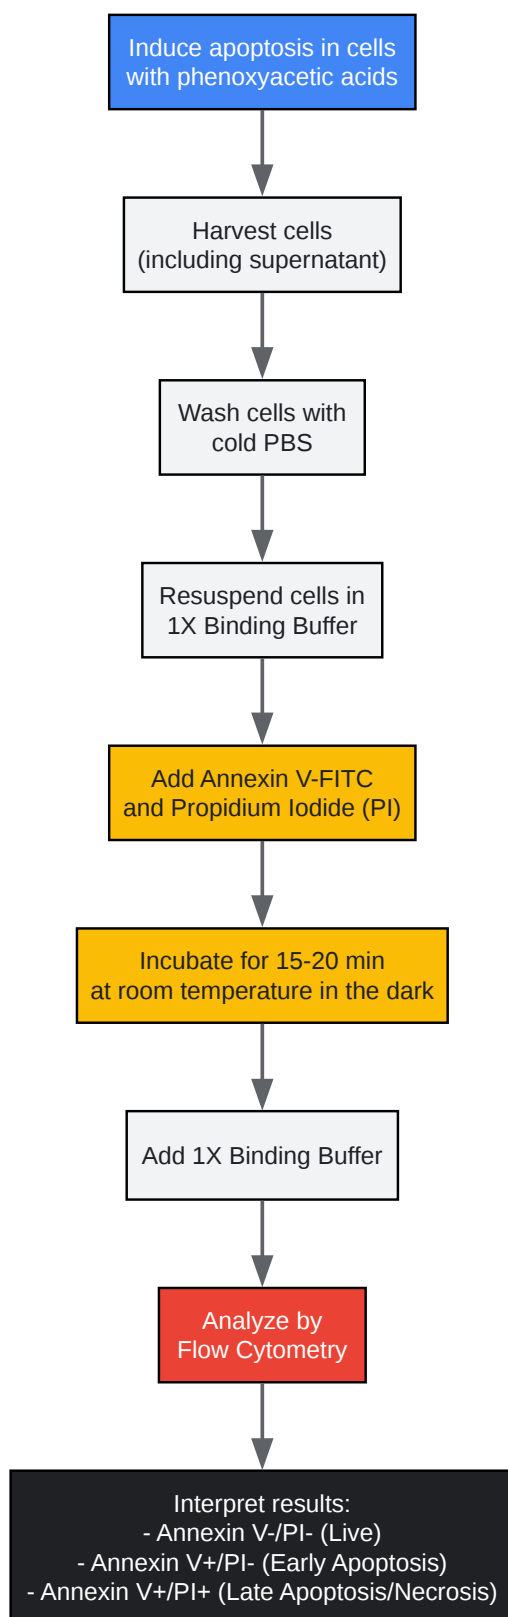 Induce apoptosis in cells
with phenoxyacetic acids
Harvest cells
(including supernatant)
Wash cells with
cold PBS
Resuspend cells in
1X Binding Buffer
Add Annexin V-FITC
and Propidium Iodide (PI)
Incubate for 15-20 min
at room temperature in the dark
Add 1X Binding Buffer
Analyze by
Flow Cytometry
Interpret results:
- Annexin V-/PI- (Live)
- Annexin V+/PI- (Early Apoptosis)
- Annexin V+/PI+ (Late Apoptosis/Necrosis)